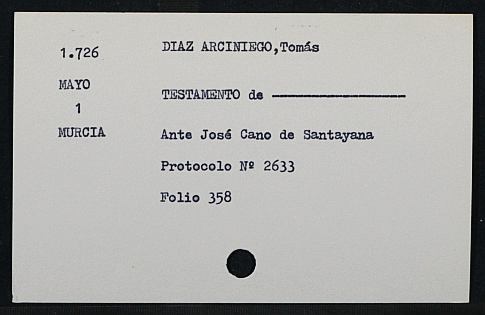 1.726
DIAZ ARCINIEGO,Tomás
MAYO
TESTAMENTO de ————————
1
MURCIA
Ante José Cano de Santayana
Protocolo Nº 2633
Folio 358